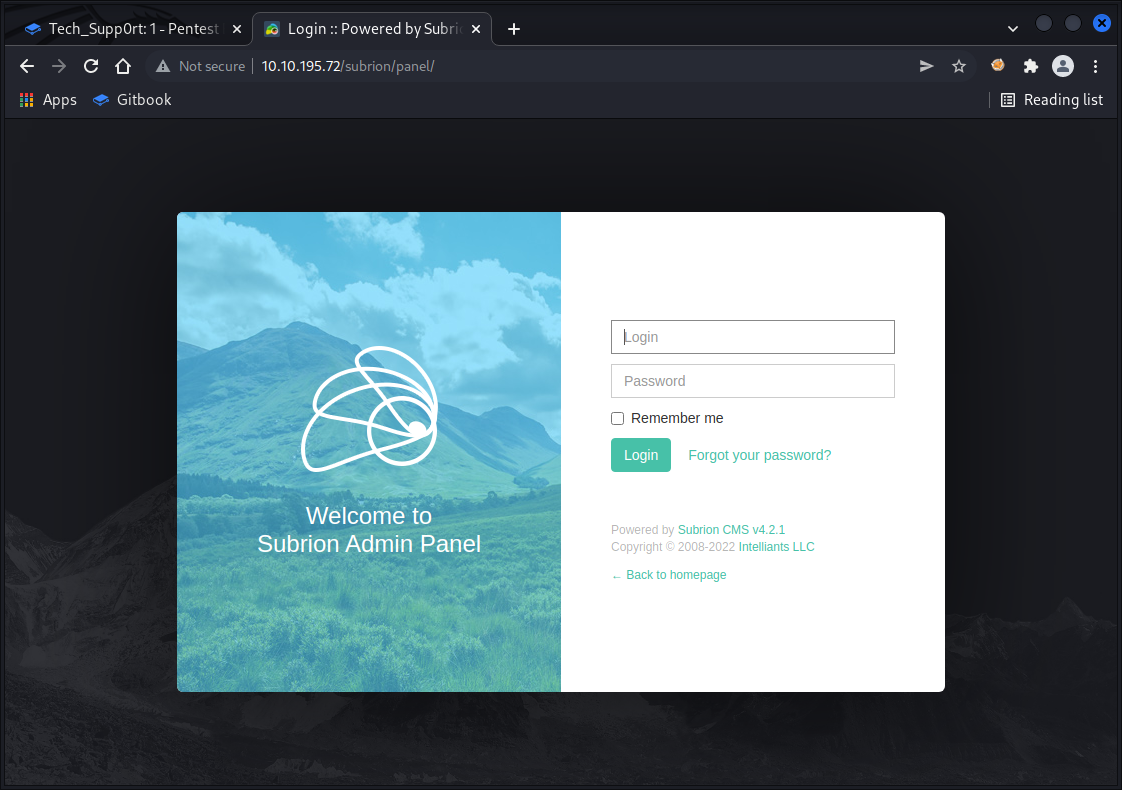 Tech_Supp0rt: 1 - Pentest
Login :: Powered by Subrio
Not secure
10.10.195.72/subrion/panel/
Apps
Gitbook
Reading list
Welcome to
Subrion Admin Panel
Login
Password
Remember me
Login
Forgot your password?
Powered by Subrion CMS v4.2.1
Copyright © 2008-2022 Intelliants LLC
← Back to homepage